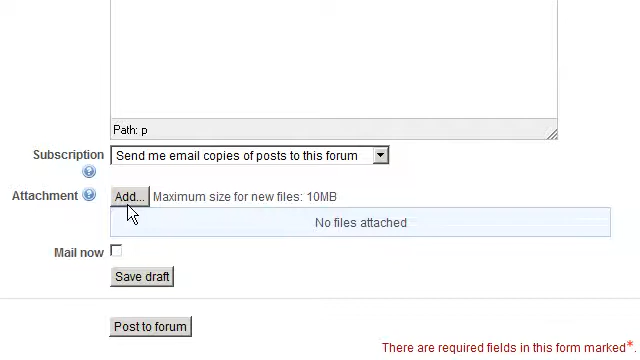 Path: p
Subscription Send me email copies of posts to this forum
Attachment Add... Maximum size for new files: 10MB
No files attached
Mail now
Save draft
Post to forum
There are required fields in this form marked*.